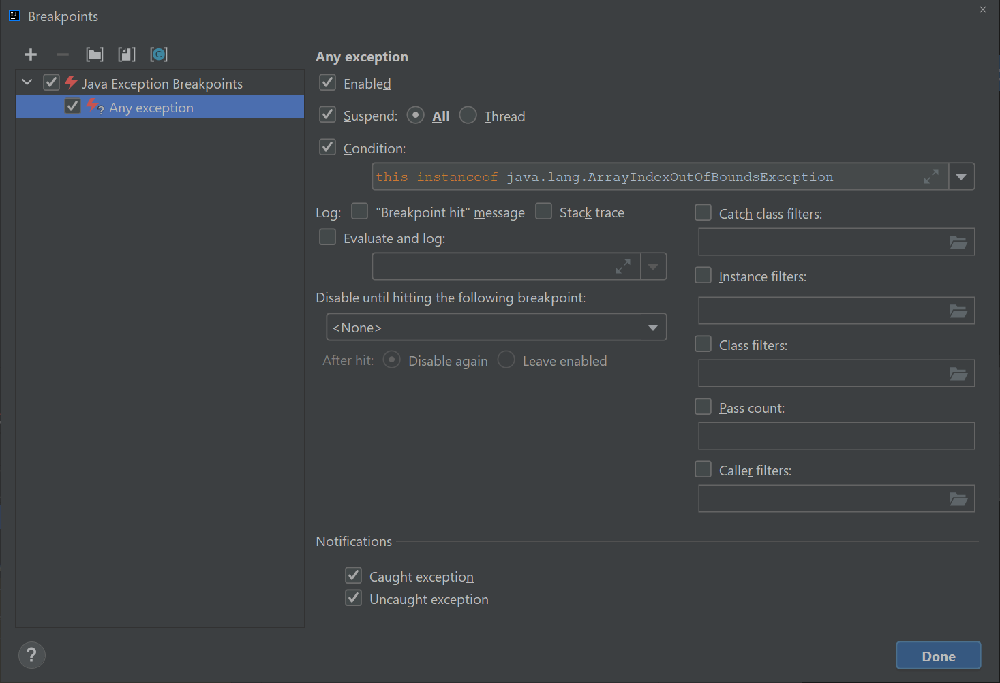 Breakpoints
Java Exception Breakpoints
Any exception
Any exception
Enabled
Suspend: All Thread
Condition:
this instanceof java.lang.ArrayIndexOutOfBoundsException
Log: "Breakpoint hit" message Stack trace
Evaluate and log:
Disable until hitting the following breakpoint:
<None>
After hit: Disable again Leave enabled
Catch class filters:
Instance filters:
Class filters:
Pass count:
Caller filters:
Notifications
Caught exception
Uncaught exception
?
Done